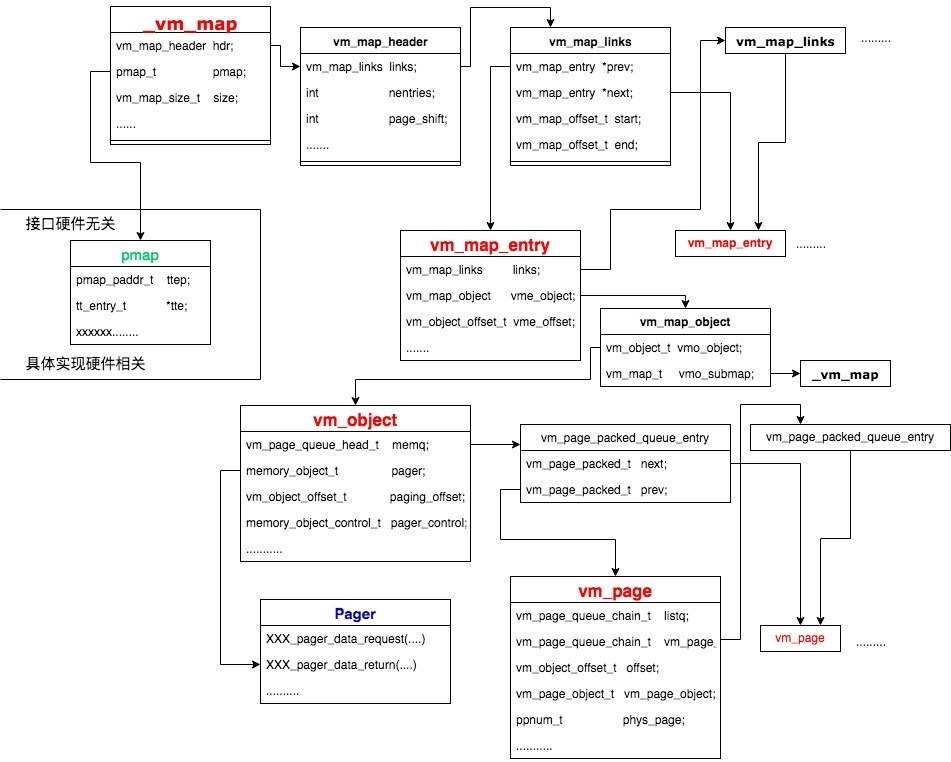 _vm_map
vm_map_header hdr;
pmap_t pmap;
vm_map_size_t size;
......
vm_map_header
vm_map_links links;
int nentries;
int page_shift;
.......
vm_map_links
vm_map_entry *prev;
vm_map_entry *next;
vm_map_offset_t start;
vm_map_offset_t end;
vm_map_links
.........
接口硬件无关
pmap
pmap_paddr_t ttep;
tt_entry_t *tte;
xxxxxx........
具体实现硬件相关
vm_map_entry
vm_map_links links;
vm_map_object vme_object;
vm_object_offset_t vme_offset;
.......
vm_map_entry
.........
vm_map_object
vm_object_t vmo_object;
vm_map_t vmo_submap;
_vm_map
vm_object
vm_page_queue_head_t memq;
memory_object_t pager;
vm_object_offset_t paging_offset;
memory_object_control_t pager_control;
...........
vm_page_packed_queue_entry
vm_page_packed_t next;
vm_page_packed_t prev;
vm_page_packed_queue_entry
Pager
XXX_pager_data_request(....)
XXX_pager_data_return(....)
..........
vm_page
vm_page_queue_chain_t listq;
vm_page_queue_chain_t vm_page_
vm_object_offset_t offset;
vm_page_object_t vm_page_object;
ppnum_t phys_page;
...........
vm_page
.........